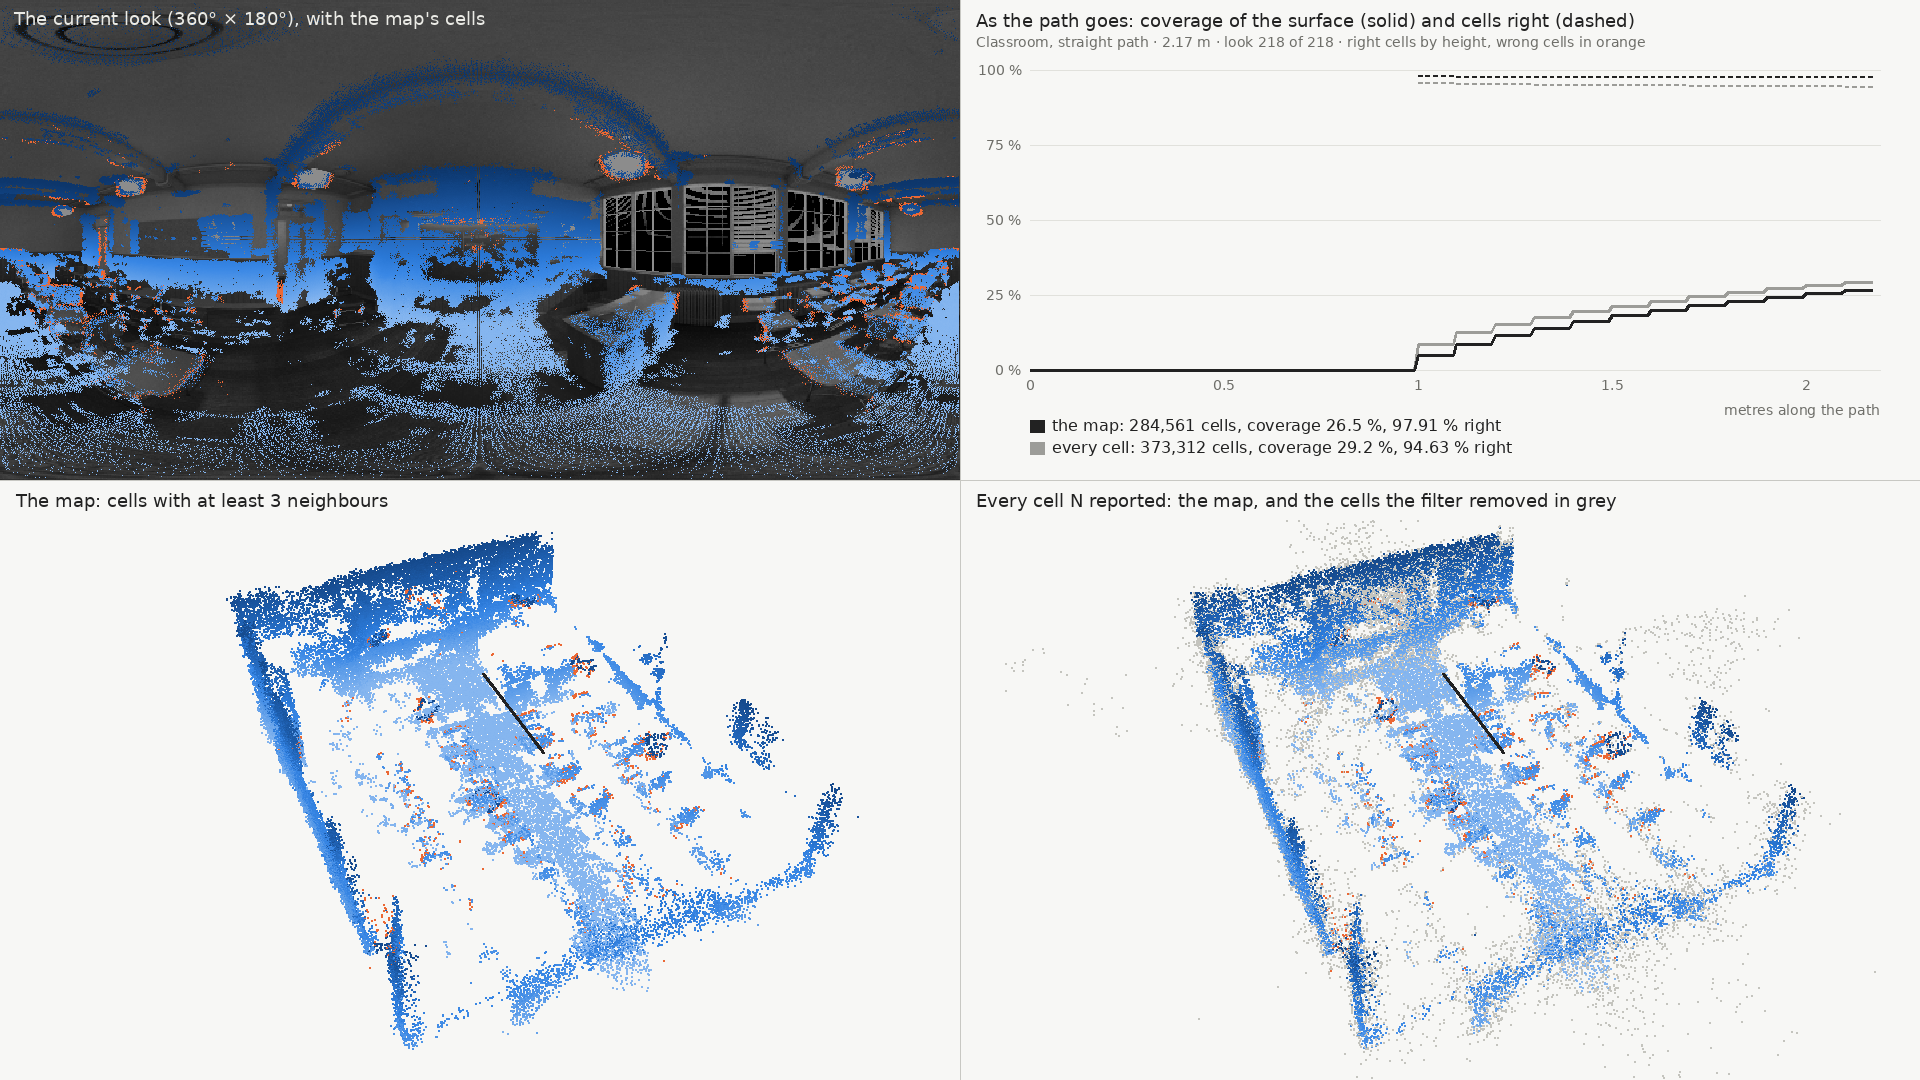 The current look (360° × 180°), with the map's cells
As the path goes: coverage of the surface (solid) and cells right (dashed)
Classroom, straight path · 2.17 m · look 218 of 218 · right cells by height, wrong cells in orange
100 %
75 %
50 %
25 %
0 %
0
0.5
1
1.5
2
metres along the path
the map: 284,561 cells, coverage 26.5 %, 97.91 % right
every cell: 373,312 cells, coverage 29.2 %, 94.63 % right
The map: cells with at least 3 neighbours
Every cell N reported: the map, and the cells the filter removed in grey